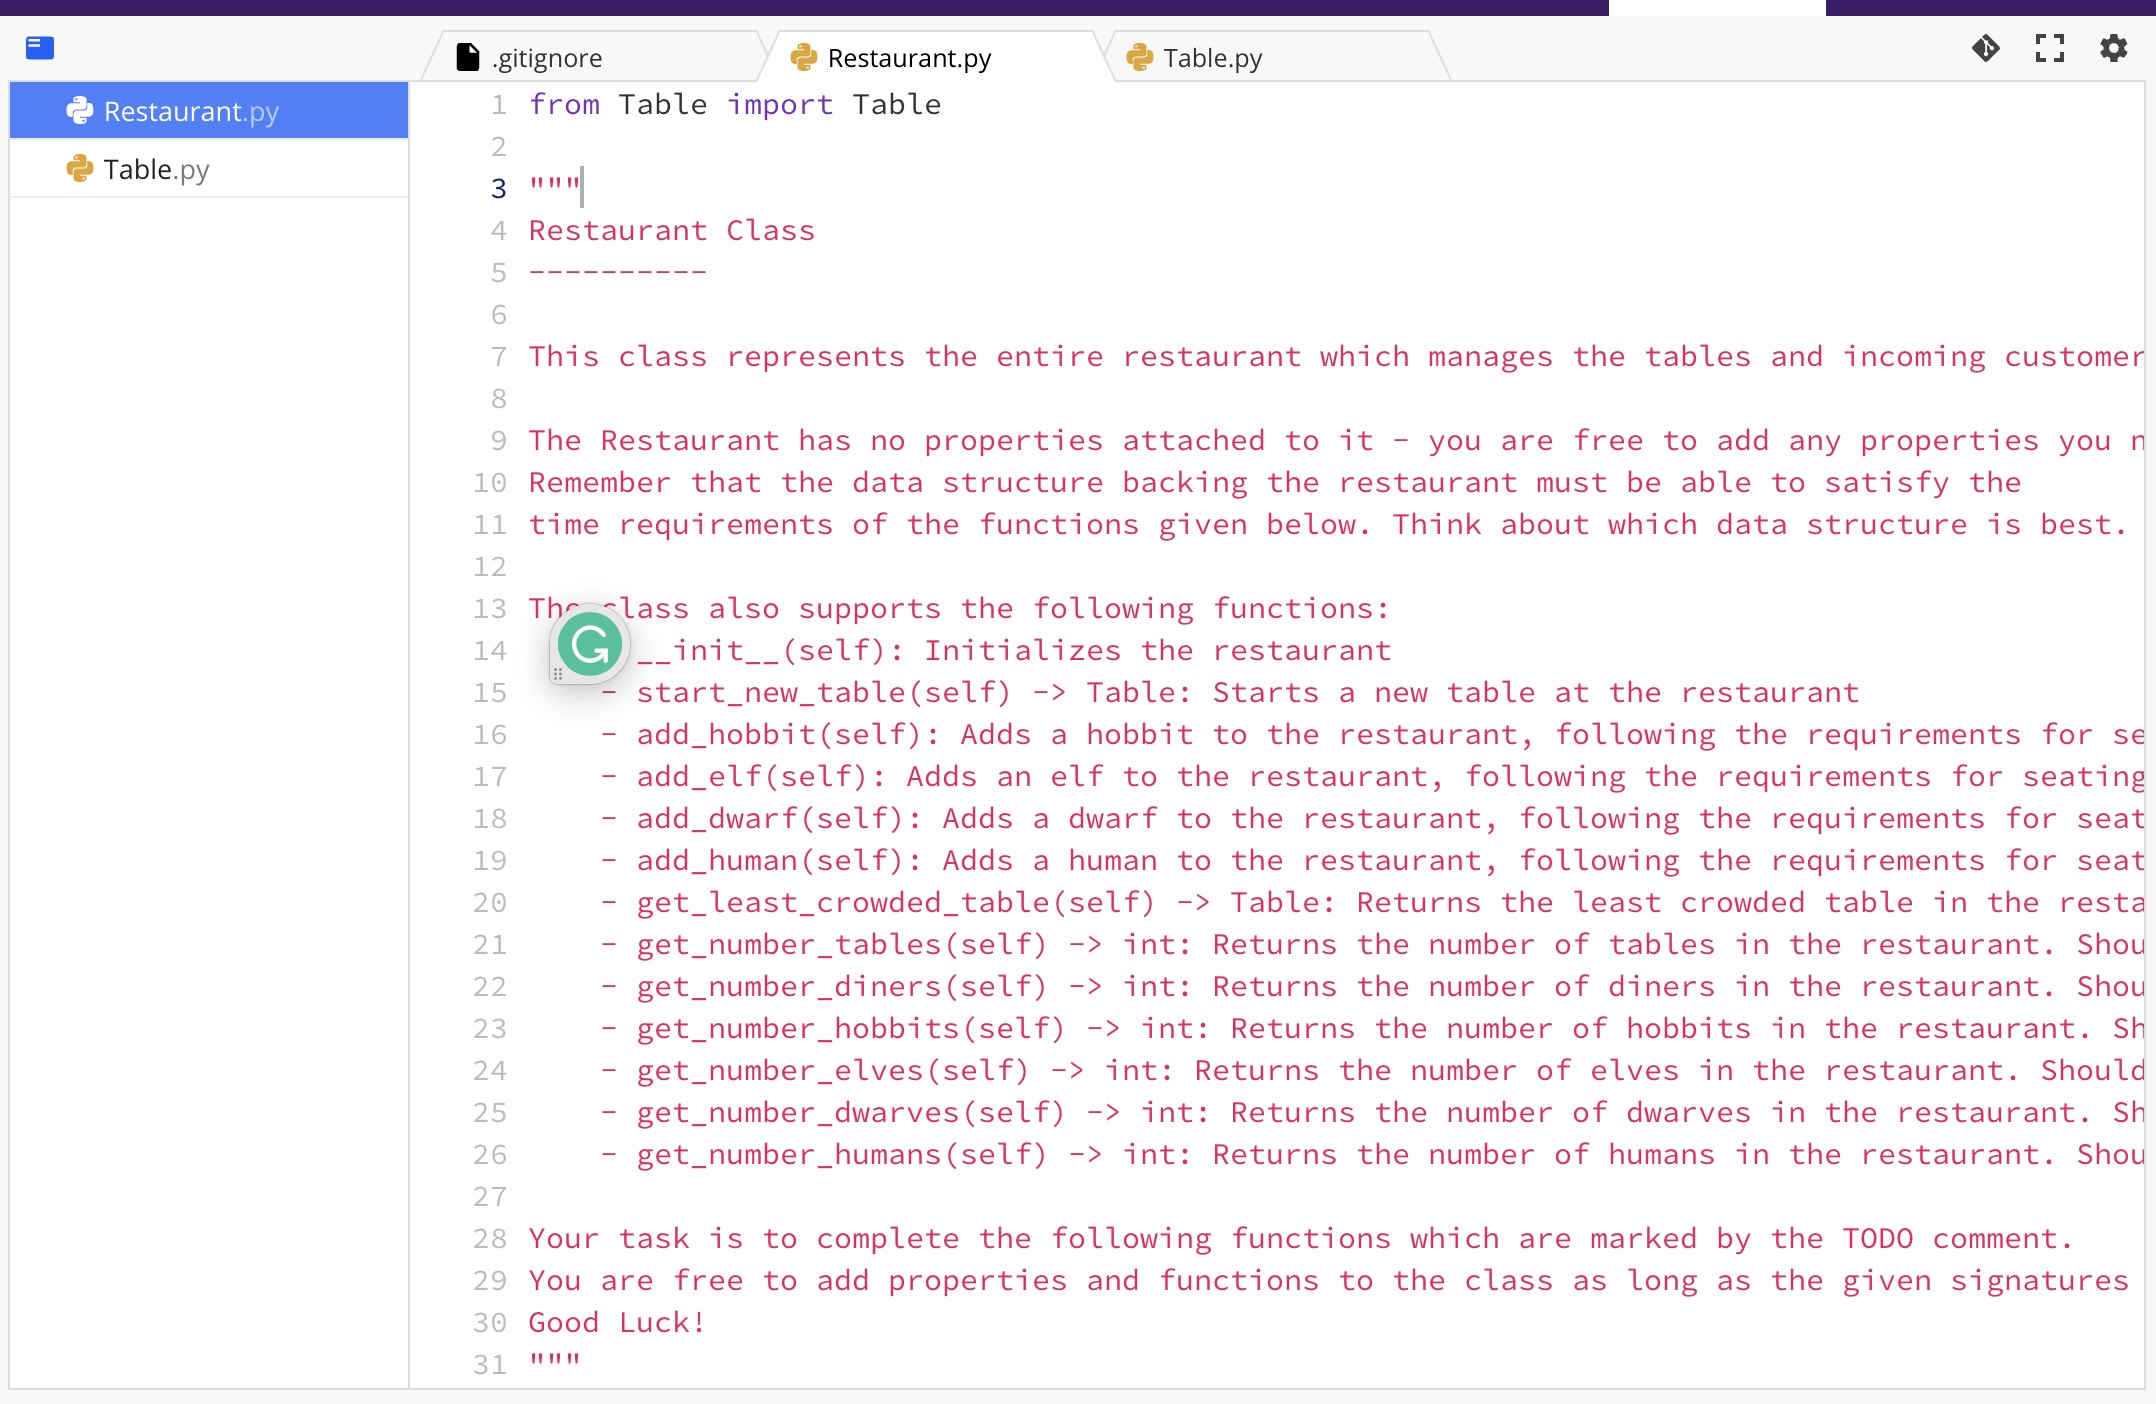 .gitignore
Restaurant.py
Table.py
Restaurant.py
Table.py
1 from Table import Table
2
3 """
4 Restaurant Class
5 ----------
6
7 This class represents the entire restaurant which manages the tables and incoming customer
8
9 The Restaurant has no properties attached to it - you are free to add any properties you n
10 Remember that the data structure backing the restaurant must be able to satisfy the
11 time requirements of the functions given below. Think about which data structure is best.
12
13 The class also supports the following functions:
14 __init__(self): Initializes the restaurant
15 - start_new_table(self) -> Table: Starts a new table at the restaurant
16 - add_hobbit(self): Adds a hobbit to the restaurant, following the requirements for se
17 - add_elf(self): Adds an elf to the restaurant, following the requirements for seating
18 - add_dwarf(self): Adds a dwarf to the restaurant, following the requirements for seat
19 - add_human(self): Adds a human to the restaurant, following the requirements for seat
20 - get_least_crowded_table(self) -> Table: Returns the least crowded table in the resta
21 - get_number_tables(self) -> int: Returns the number of tables in the restaurant. Shou
22 - get_number_diners(self) -> int: Returns the number of diners in the restaurant. Shou
23 - get_number_hobbits(self) -> int: Returns the number of hobbits in the restaurant. Sh
24 - get_number_elves(self) -> int: Returns the number of elves in the restaurant. Should
25 - get_number_dwarves(self) -> int: Returns the number of dwarves in the restaurant. Sh
26 - get_number_humans(self) -> int: Returns the number of humans in the restaurant. Shou
27
28 Your task is to complete the following functions which are marked by the TODO comment.
29 You are free to add properties and functions to the class as long as the given signatures
30 Good Luck!
31 """